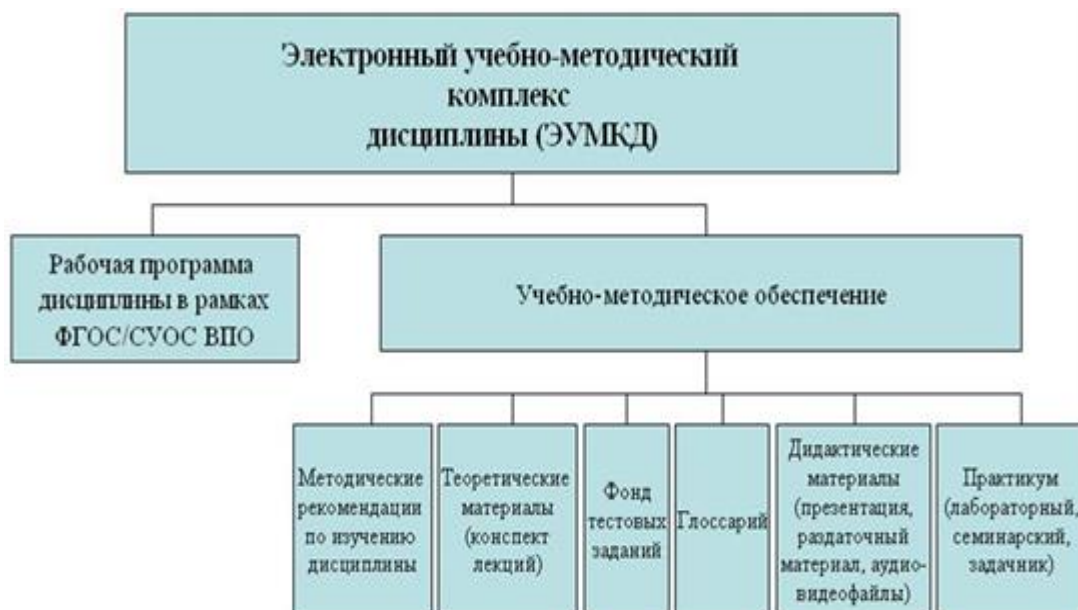 Электронный учебно-методический
комплекс
дисциплины (ЭУМКД)
Рабочая программа
дисциплины в рамках
ФГОС/СУОС ВПО
Учебно-методическое обеспечение
Методические
рекомендации
по изучению
дисциплины
Теоретические
материалы
(конспект
лекций)
Фонд
тестовых
заданий
Глоссарий
Дидактические
материалы
(презентация,
раздаточный
материал, аудио-
видеофайлы)
Практикум
(лабораторный,
семинарский,
задачник)